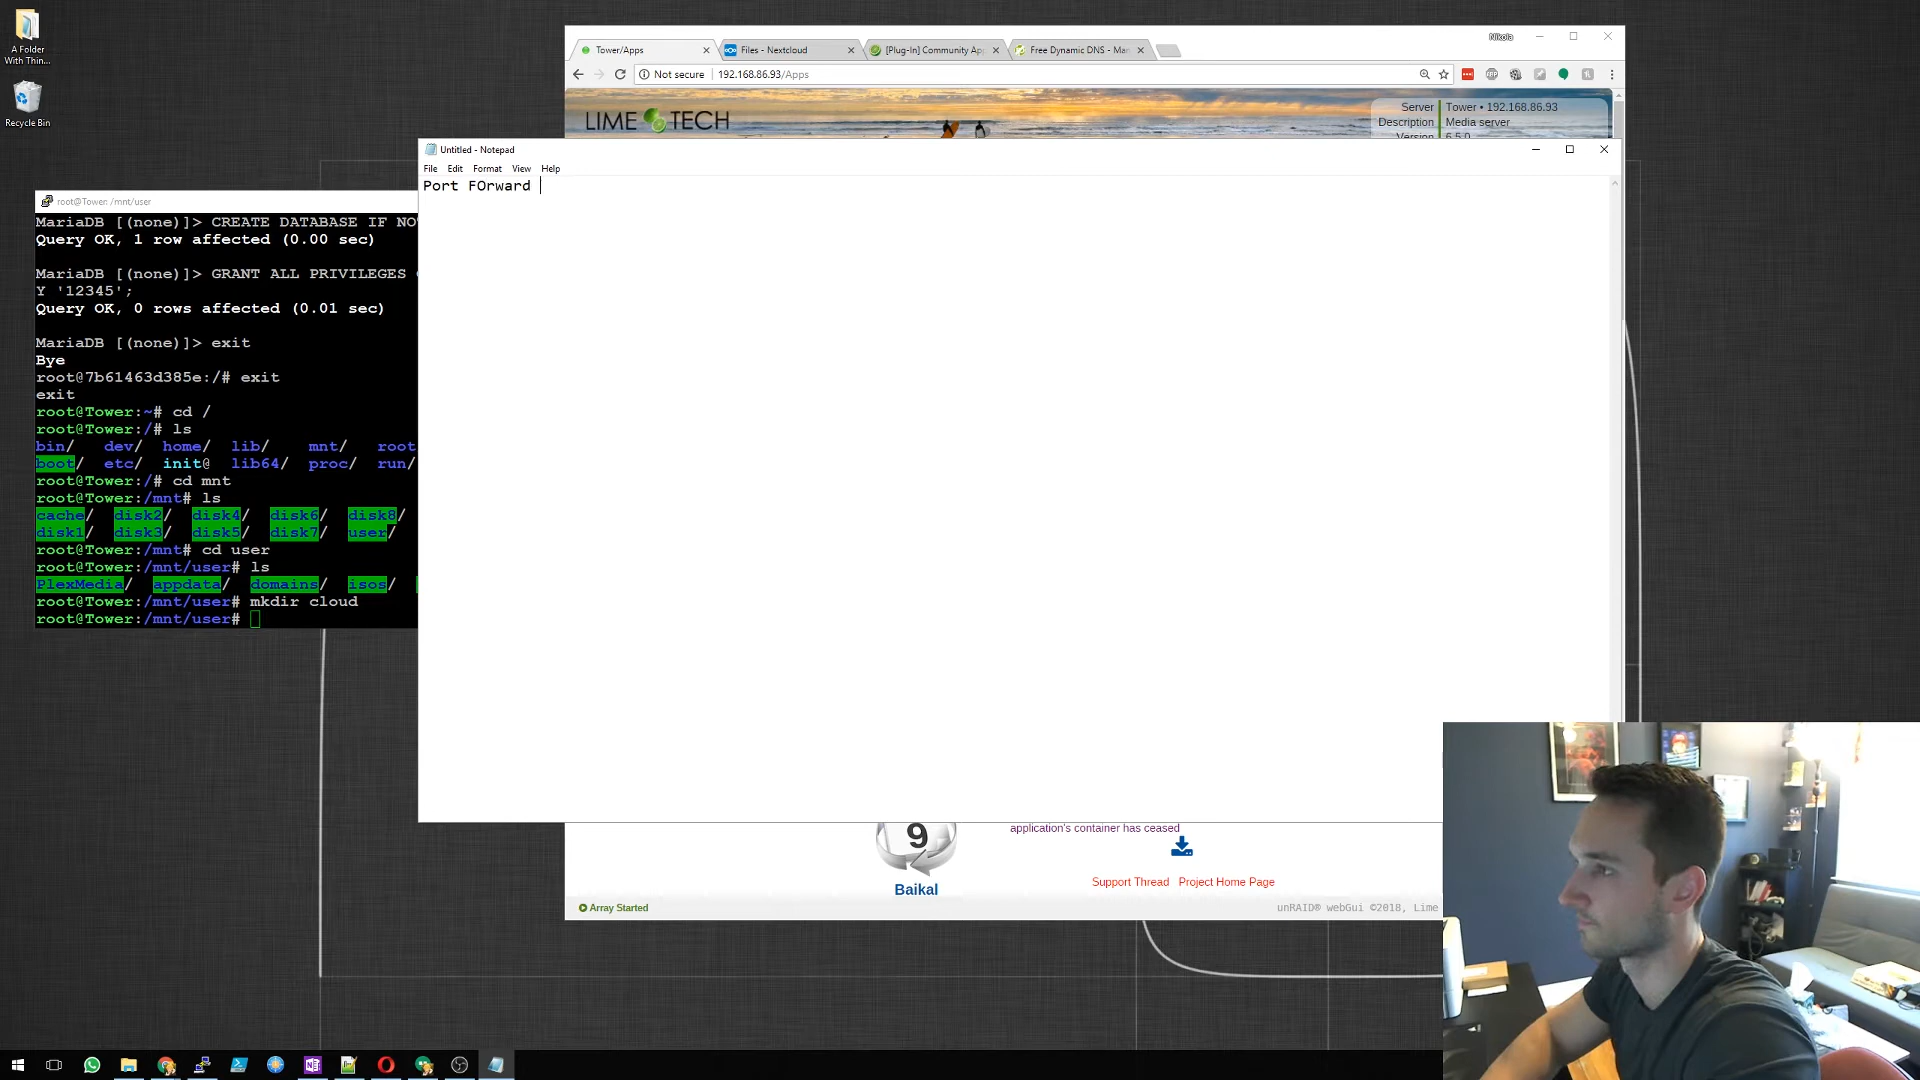 A Folder
With Thin...
Recycle Bin
Nikola
Tower/Apps
Files - Nextcloud
[Plug-In] Community Ap
Free Dynamic DNS - Man
Not secure
192.168.86.93/Apps
LIME TECH
Server
Tower • 192.168.86.93
Description
Media server
Version
6.5.0
Untitled - Notepad
File Edit Format View Help
Port FOrward
root@Tower: /mnt/user
MariaDB [(none)]> CREATE DATABASE IF NO
Query OK, 1 row affected (0.00 sec)
MariaDB [(none)]> GRANT ALL PRIVILEGES
Y '12345';
Query OK, 0 rows affected (0.01 sec)
MariaDB [(none)]> exit
Bye
root@7b61463d385e:/# exit
exit
root@Tower:~# cd /
root@Tower:/# ls
bin/ dev/ home/ lib/ mnt/ root
boot/ etc/ init@ lib64/ proc/ run/
root@Tower:/# cd mnt
root@Tower:/mnt# ls
cache/ disk2/ disk4/ disk6/ disk8/
disk1/ disk3/ disk5/ disk7/ user/
root@Tower:/mnt# cd user
root@Tower:/mnt/user# ls
PlexMedia/ appdata/ domains/ isos/
root@Tower:/mnt/user# mkdir cloud
root@Tower:/mnt/user#
application's container has ceased
9
Baikal
Support Thread Project Home Page
Array Started
unRAID® webGui ©2018, Lime